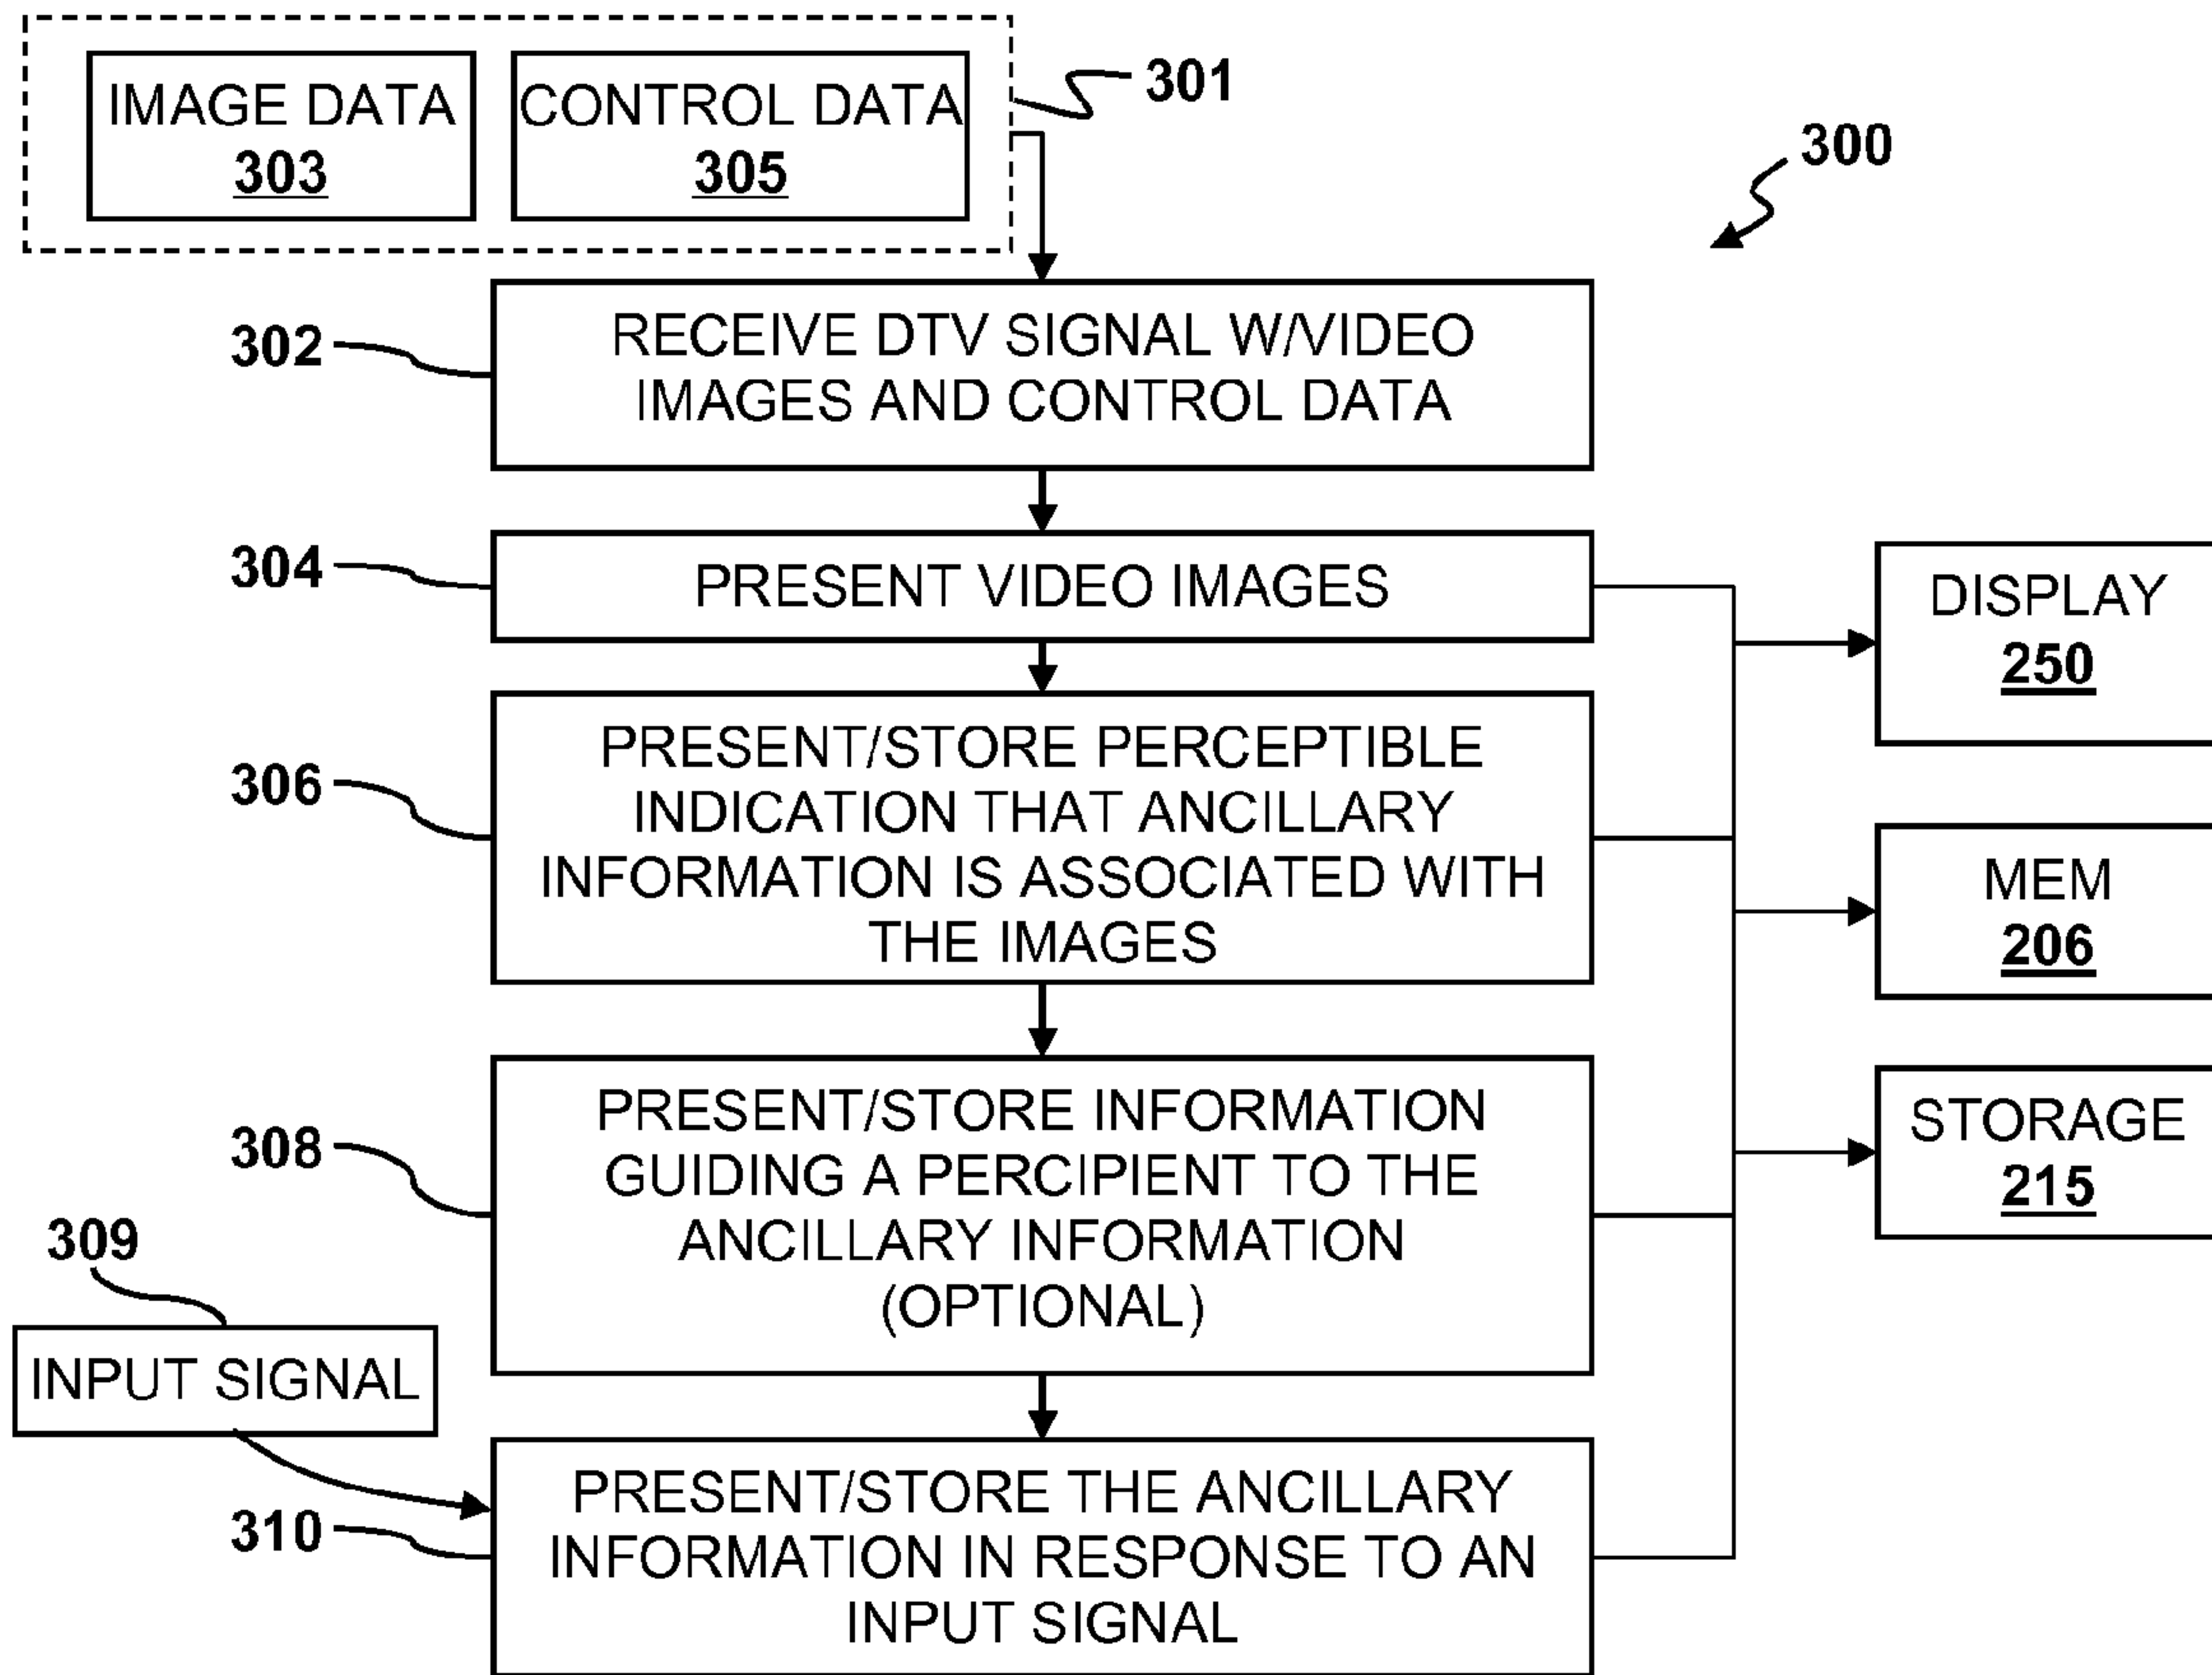 IMAGE DATA
303
CONTROL DATA
305
301
300
302
RECEIVE DTV SIGNAL W/VIDEO
IMAGES AND CONTROL DATA
304
PRESENT VIDEO IMAGES
DISPLAY
250
306
PRESENT/STORE PERCEPTIBLE
INDICATION THAT ANCILLARY
INFORMATION IS ASSOCIATED WITH
THE IMAGES
MEM
206
308
PRESENT/STORE INFORMATION
GUIDING A PERCIPIENT TO THE
ANCILLARY INFORMATION
(OPTIONAL)
STORAGE
215
309
INPUT SIGNAL
310
PRESENT/STORE THE ANCILLARY
INFORMATION IN RESPONSE TO AN
INPUT SIGNAL